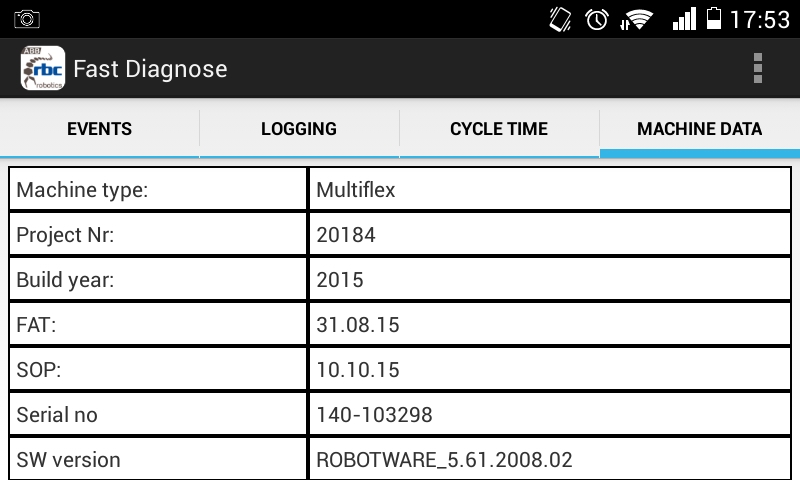 17:53
ABB
rbc
robotics
Fast Diagnose
EVENTS LOGGING CYCLE TIME MACHINE DATA
Machine type: Multiflex
Project Nr: 20184
Build year: 2015
FAT: 31.08.15
SOP: 10.10.15
Serial no 140-103298
SW version ROBOTWARE_5.61.2008.02